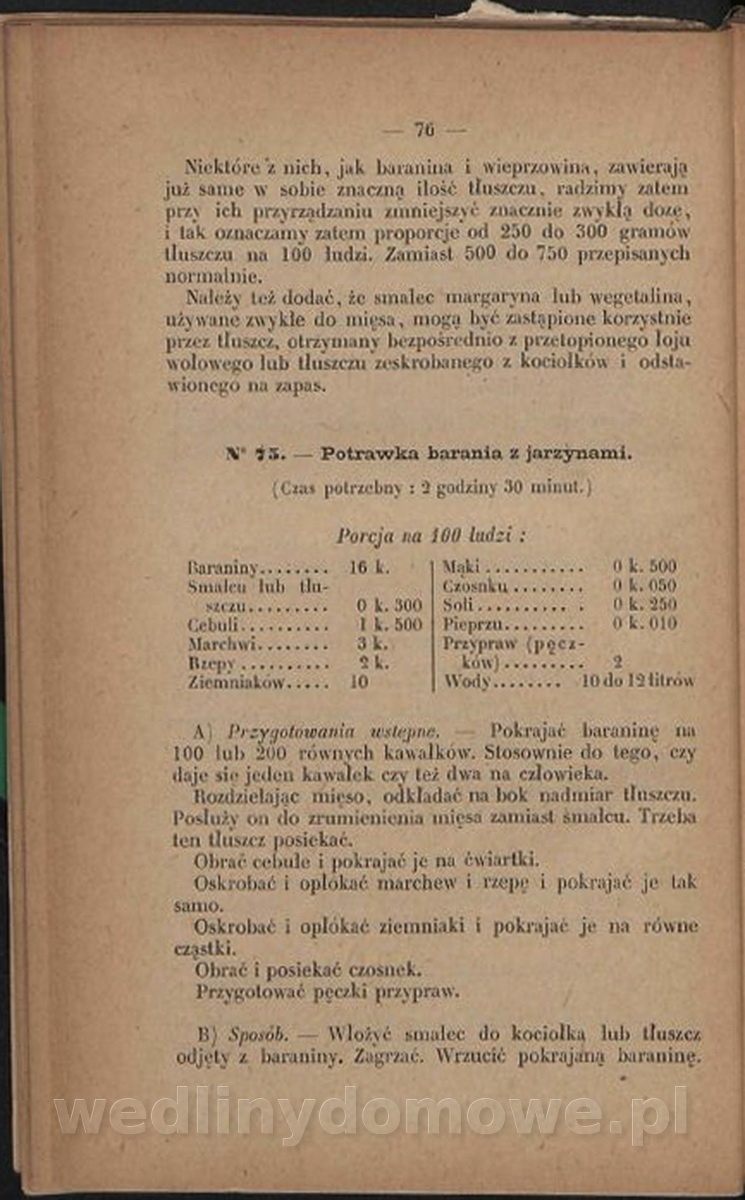 — 76 —
Niektóre z nich, jak baranina i wieprzowina, zawierają
już same w sobie znaczną ilość tłuszczu, radzimy zatem
przy ich przyrządzaniu zmniejszyć znacznie zwykłą dozę,
i tak oznaczamy zatem proporcje od 250 do 300 gramów
tłuszczu na 100 ludzi. Zamiast 500 do 750 przepisanych
normalnie.
Należy też dodać, że smalec margaryna lub wegetalina,
używane zwykle do mięsa, mogą być zastąpione korzystnie
przez tłuszcz, otrzymany bezpośrednio z przetopionego loju
wołowego lub tłuszczu zeskrobanego z kociołków i odsta-
wionego na zapas.
N° 75. — Potrawka barania z jarzynami.
(Czas potrzebny : 2 godziny 30 minut.)
Porcja na 100 ludzi :
Baraniny........ 16 k.
Smalcu lub tłu-
szczu......... 0 k. 300
Cebuli.......... 1 k. 500
Marchwi........ 3 k.
Rzepy.......... 2 k.
Ziemniaków..... 10
Mąki........... 0 k. 500
Czosnku........ 0 k. 050
Soli.......... . 0 k. 250
Pieprzu......... 0 k. 010
Przypraw (pęcz-
ków)......... 2
Wody........ 10 do 12 litrów
A) Przygotowania wstępne. — Pokrajać baraninę na
100 lub 200 równych kawałków. Stosownie do tego, czy
daje się jeden kawałek czy też dwa na człowieka.
Rozdzielając mięso, odkładać na bok nadmiar tłuszczu.
Posłuży on do zrumienienia mięsa zamiast smalcu. Trzeba
ten tłuszcz posiekać.
Obrać cebule i pokrajać je na ćwiartki.
Oskrobać i opłókać marchew i rzepę i pokrajać je tak
samo.
Oskrobać i opłókać ziemniaki i pokrajać je na równe
cząstki.
Obrać i posiekać czosnek.
Przygotować pęczki przypraw.
B) Sposób. — Włożyć smalec do kociołka lub tłuszcz
odjęty z baraniny. Zagrzać. Wrzucić pokrajaną baraninę.
wedlinydomowe.pl